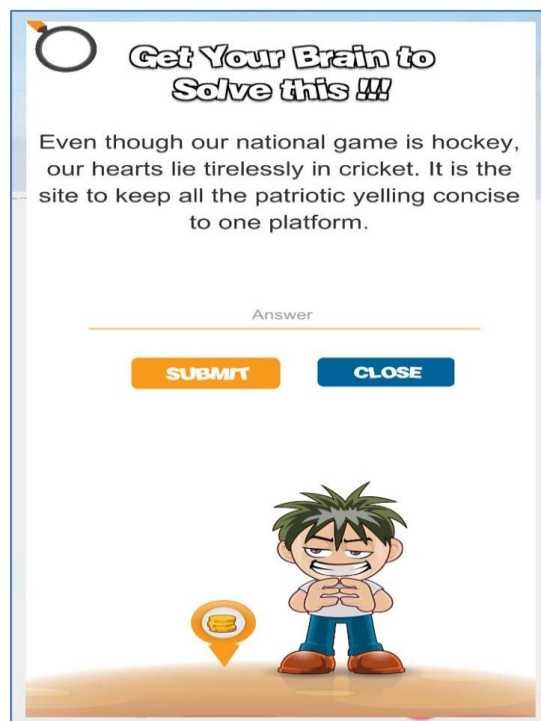 Get Your Brain to
Solve this !!!
Even though our national game is hockey,
our hearts lie tirelessly in cricket. It is the
site to keep all the patriotic yelling concise
to one platform.
Answer
SUBMIT
CLOSE